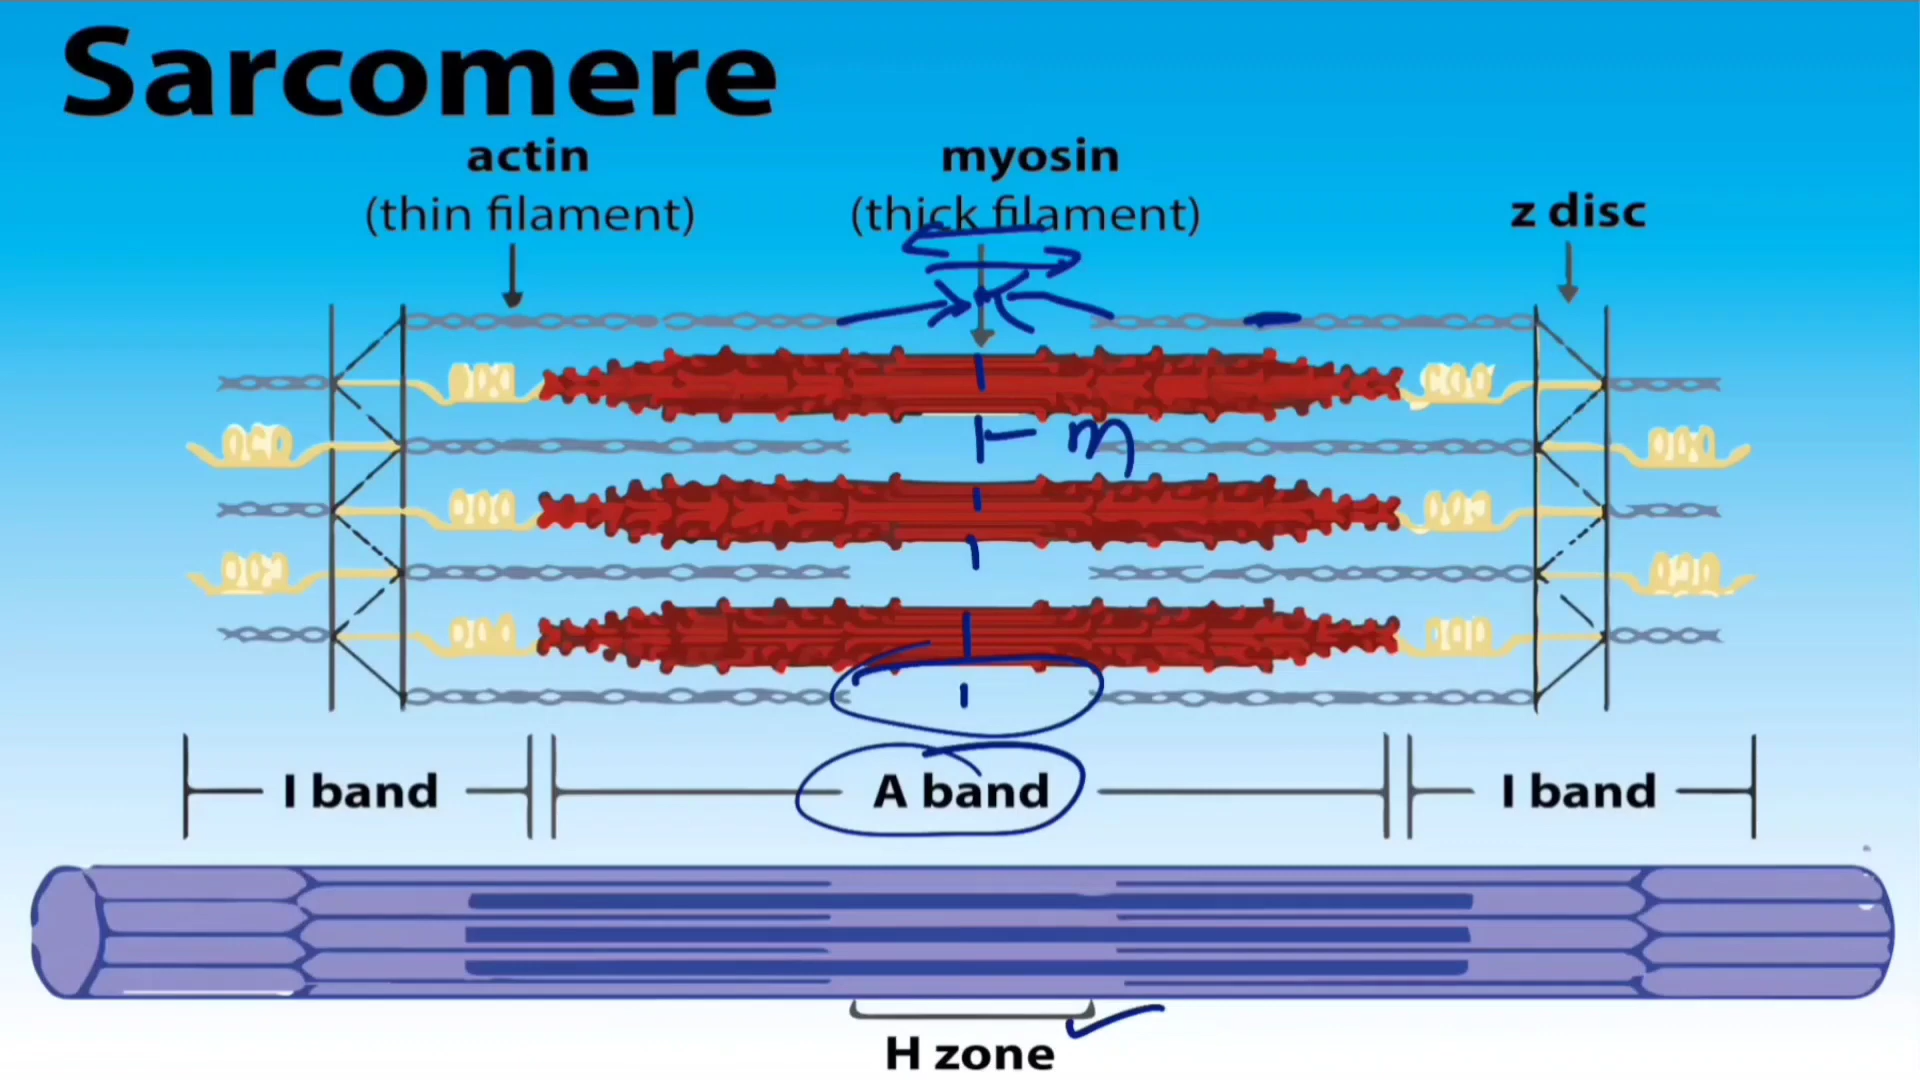 Sarcomere
actin
(thin filament)
myosin
(thick filament)
z disc
m
I band
A band
I band
H zone